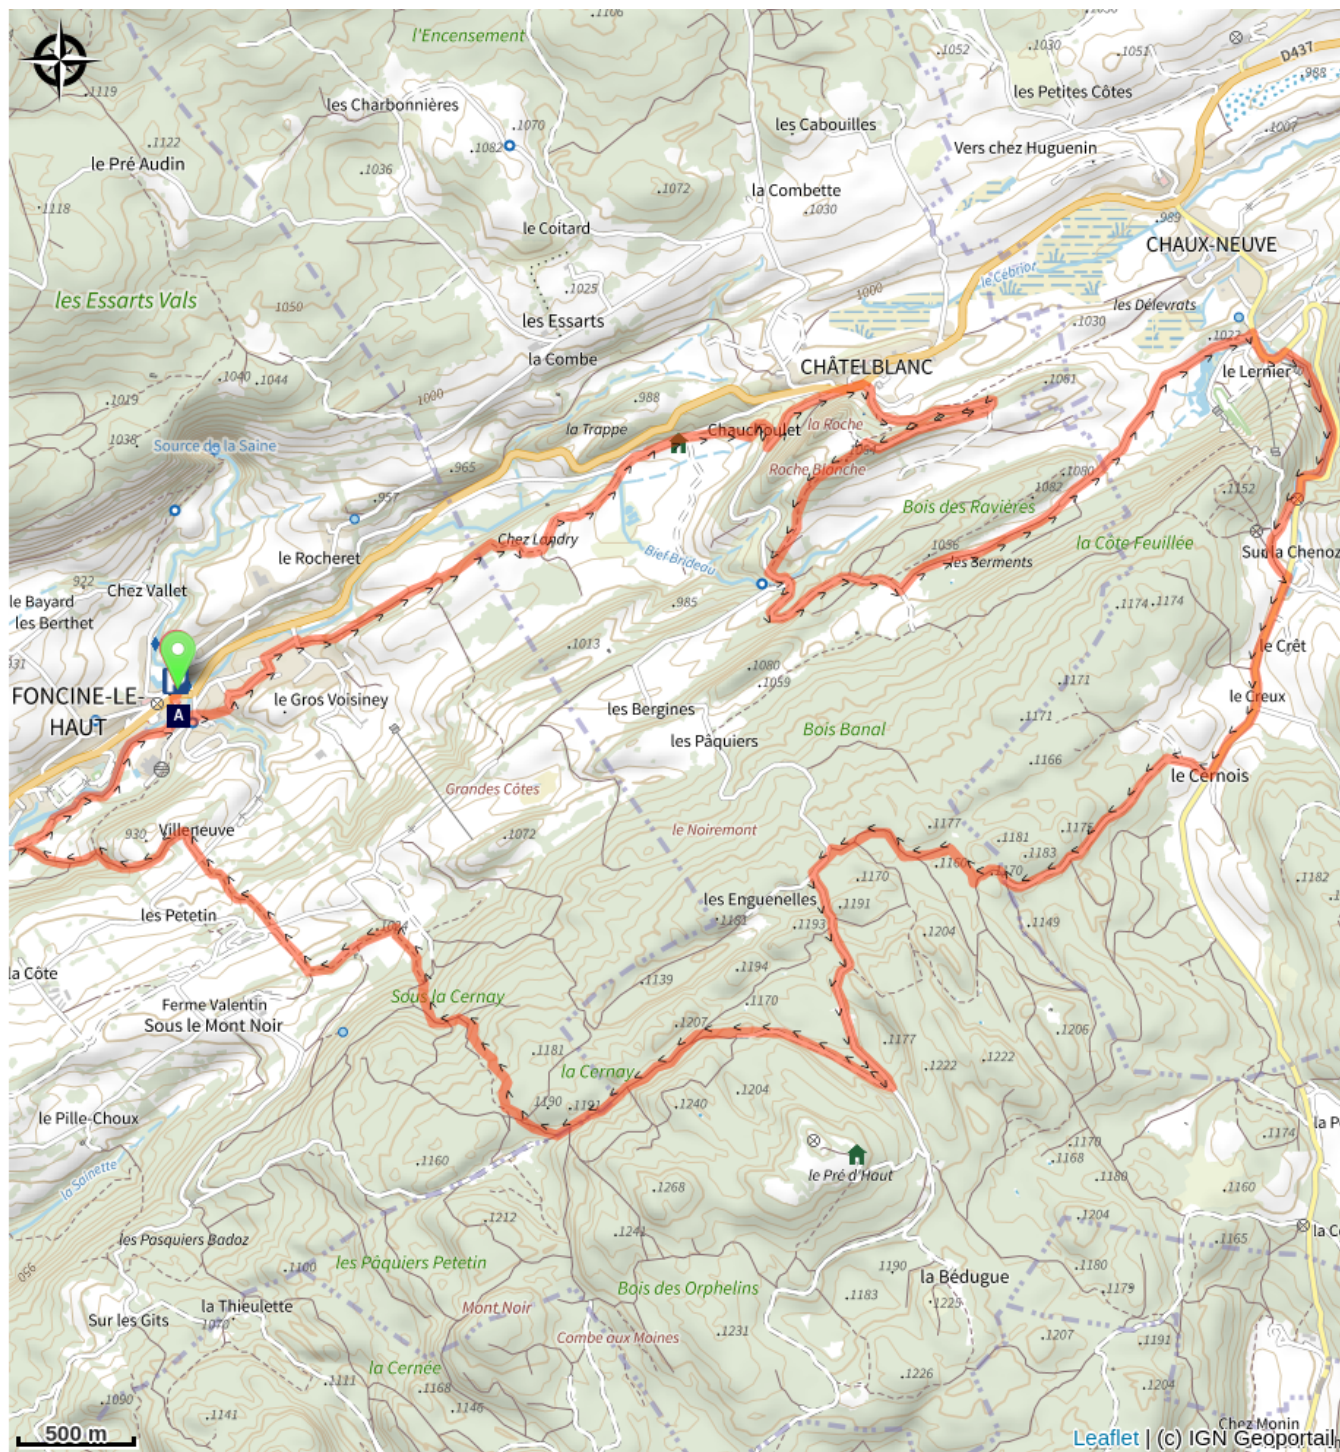 l'Encensement
1106
1052
1030
1051
D437
988
1119
les Charbonnières
les Petites Côtes
1070
1082
les Cabouilles
1007
1122
le Pré Audin
1036
Vers chez Huguenin
1072
la Combette
1030
1118
989
le Coitard
CHAUX-NEUVE
le Cébriot
les Essarts Vals
1050
1025
1000
les Délevrats
les Essarts
1030
1022
la Combe
CHÂTELBLANC
le Lernier
1040
1044
1061
1019
1000
988
la Roche
1038
la Trappe
Chauchoulet
Source de la Saine
965
Roche Blanche
1080
1082
1152
957
Bois des Ravières
Chez Landry
la Côte Feuillée
le Rocheret
Bief Brideau
1056
les Serments
Sur la Chenoz
922
Chez Vallet
le Bayard
985
1174
1174
les Berthet
1013
le Crêt
931
1080
1171
FONCINE-LE-
HAUT
A
le Gros Voisiney
1059
le Creux
les Bergines
1171
les Pâquiers
Bois Banal
1166
le Cernois
Grandes Côtes
930
Villeneuve
1072
le Noiremont
1177
1181
1175
1183
1160
1170
1170
1182
les Petetin
les Enguenelles
1191
1161
1193
1149
1204
la Côte
1139
1194
Ferme Valentin
Sous la Cernay
1170
Sous le Mont Noir
1207
1206
1177
1181
1222
1222
la Cernay
1204
1190
1191
1240
le Pille-Choux
1174
1170
1168
1160
la Sainette
le Pré d'Haut
1180
1160
1268
1204
1212
1241
1165
les Pasquiers Badoz
950
1100
les Pâquiers Petetin
1190
1180
la Bédugue
Bois des Orphelins
1183
1179
1225
la Thieulette
Mont Noir
Sur les Gits
1070
1231
1207
1191
Combe aux Moines
la Cernée
1226
1111
1168
1204
1090
1146
1141
Chez Monin
500 m
Leaflet | (c) IGN Geoportail